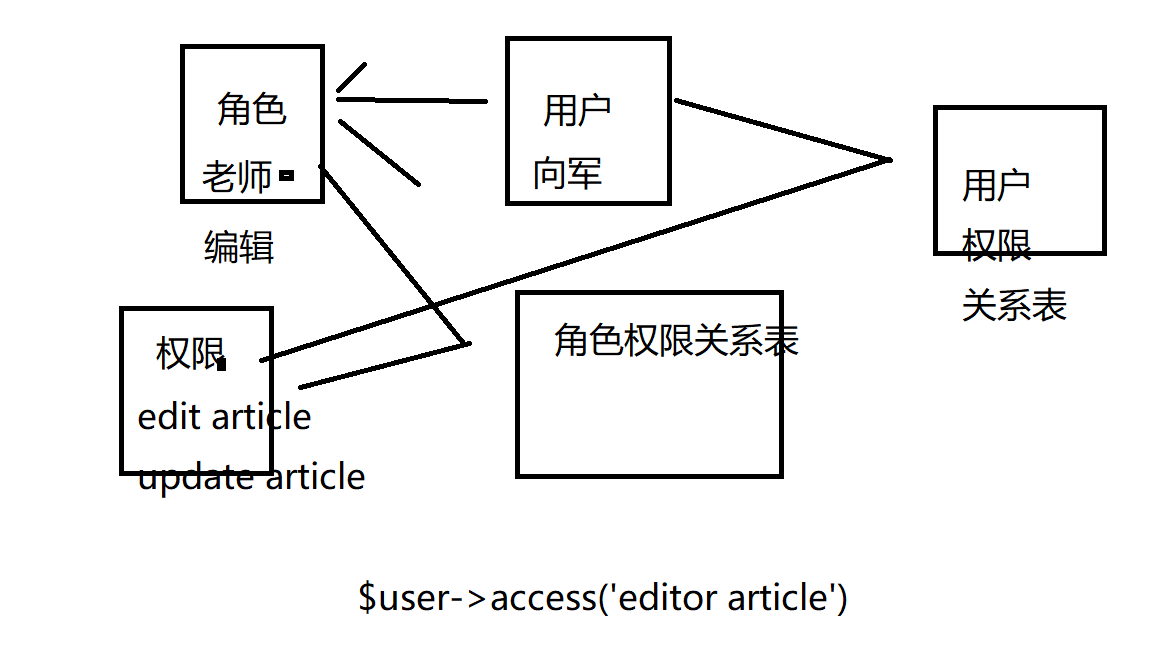 角色
老师
编辑
用户
向军
用户
权限
关系表
权限
edit article
update article
角色权限关系表
$user->access('editor article')